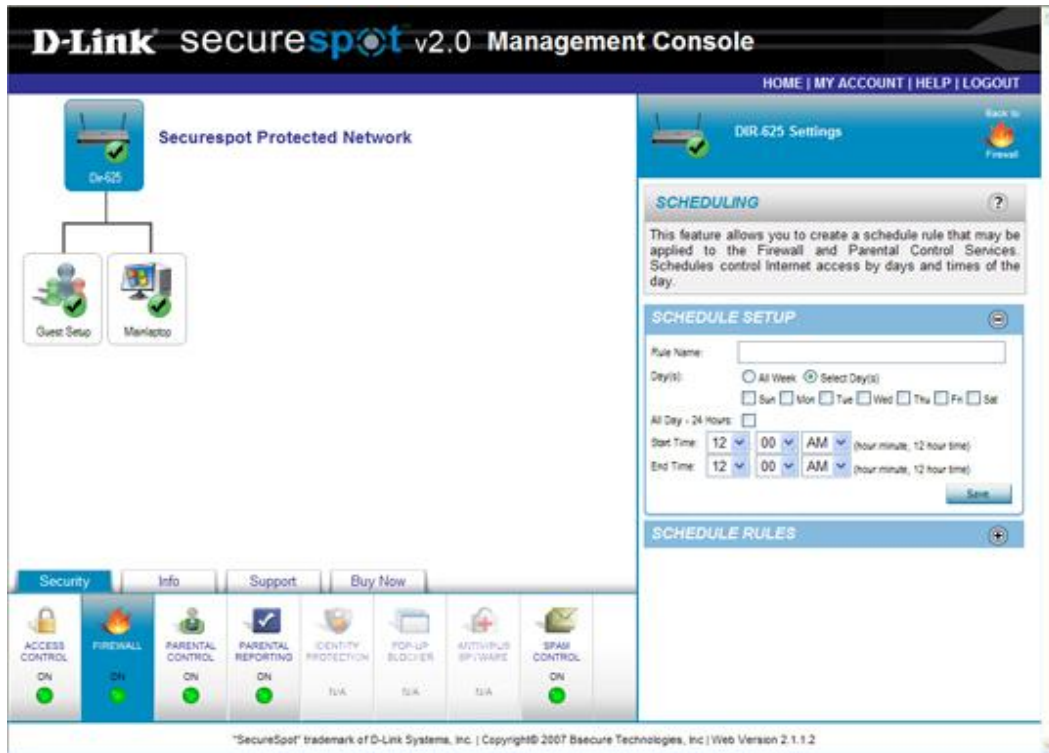 D-Link securespot v2.0 Management Console
HOME | MY ACCOUNT | HELP | LOGOUT
Securespot Protected Network
Dir-625
Guest Setup
Mainlaptop
DIR-625 Settings
Back to
Firewall
SCHEDULING
?
This feature allows you to create a schedule rule that may be
applied to the Firewall and Parental Control Services.
Schedules control Internet access by days and times of the
day.
SCHEDULE SETUP
Rule Name:
Day(s): All Week Select Day(s)
Sun Mon Tue Wed Thu Fri Sat
All Day - 24 Hours:
Start Time: 12 00 AM (hour:minute, 12 hour time)
End Time: 12 00 AM (hour:minute, 12 hour time)
Save
SCHEDULE RULES
Security Info Support Buy Now
ACCESS CONTROL
ON
FIREWALL
ON
PARENTAL CONTROL
ON
PARENTAL REPORTING
ON
IDENTITY PROTECTION
N/A
POP-UP BLOCKER
N/A
ANTIVIRUS SPYWARE
N/A
SPAM CONTROL
ON
"SecureSpot" trademark of D-Link Systems, Inc. | Copyright© 2007 Bsecure Technologies, Inc | Web Version 2.1.1.2